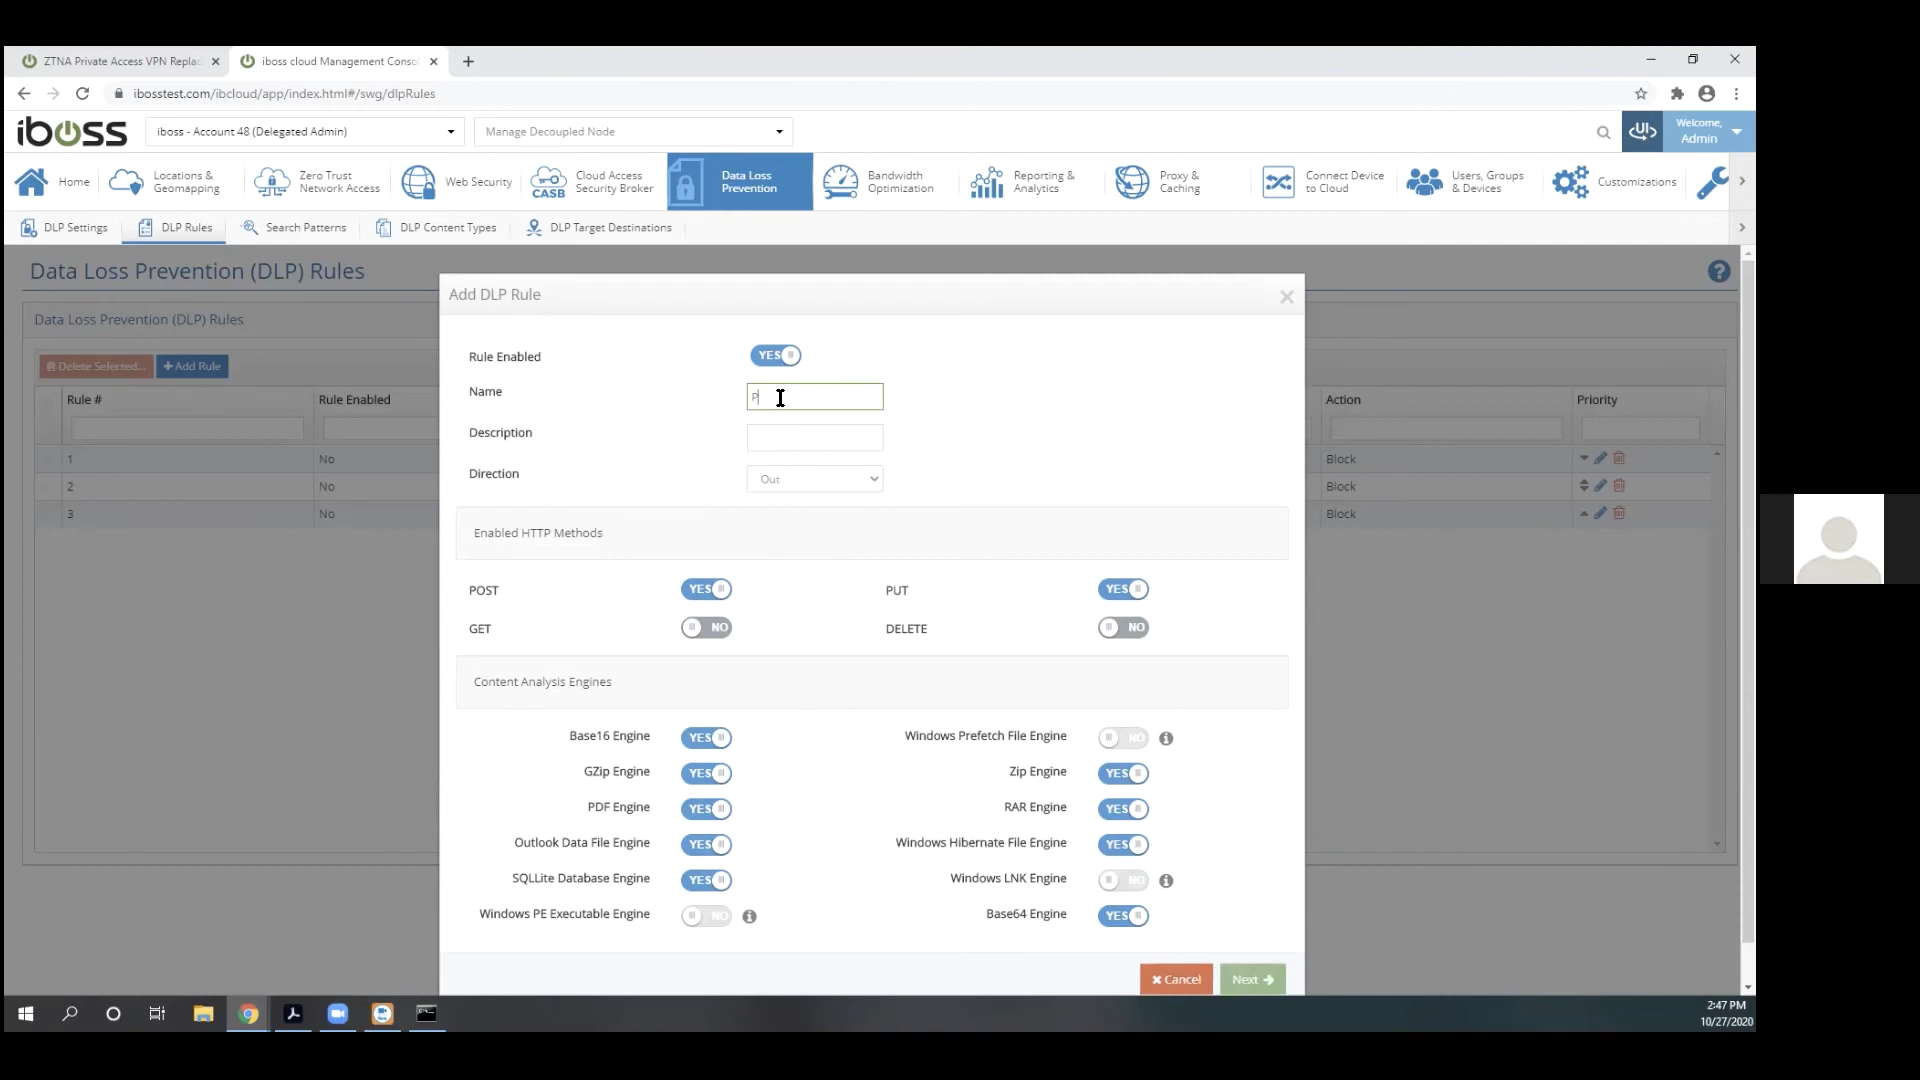 ZTNA Private Access VPN Replac
iboss cloud Management Conso
ibosstest.com/ibcloud/app/index.html#/swg/dlpRules
iboss
iboss - Account 48 (Delegated Admin)
Manage Decoupled Node
UI
Welcome,
Admin
Home
Locations &
Geomapping
Zero Trust
Network Access
Web Security
CASB
Cloud Access
Security Broker
Data Loss
Prevention
Bandwidth
Optimization
Reporting &
Analytics
Proxy &
Caching
Connect Device
to Cloud
Users, Groups
& Devices
Customizations
DLP Settings
DLP Rules
Search Patterns
DLP Content Types
DLP Target Destinations
Data Loss Prevention (DLP) Rules
?
Data Loss Prevention (DLP) Rules
Delete Selected...
+ Add Rule
Rule #
Rule Enabled
Action
Priority
1
No
Block
2
No
Block
3
No
Block
Add DLP Rule
Rule Enabled
YES
Name
P
Description
Direction
Out
Enabled HTTP Methods
POST
YES
PUT
YES
GET
NO
DELETE
NO
Content Analysis Engines
Base16 Engine
YES
Windows Prefetch File Engine
NO
GZip Engine
YES
Zip Engine
YES
PDF Engine
YES
RAR Engine
YES
Outlook Data File Engine
YES
Windows Hibernate File Engine
YES
SQLLite Database Engine
YES
Windows LNK Engine
NO
Windows PE Executable Engine
NO
Base64 Engine
YES
Cancel
Next
2:47 PM
10/27/2020